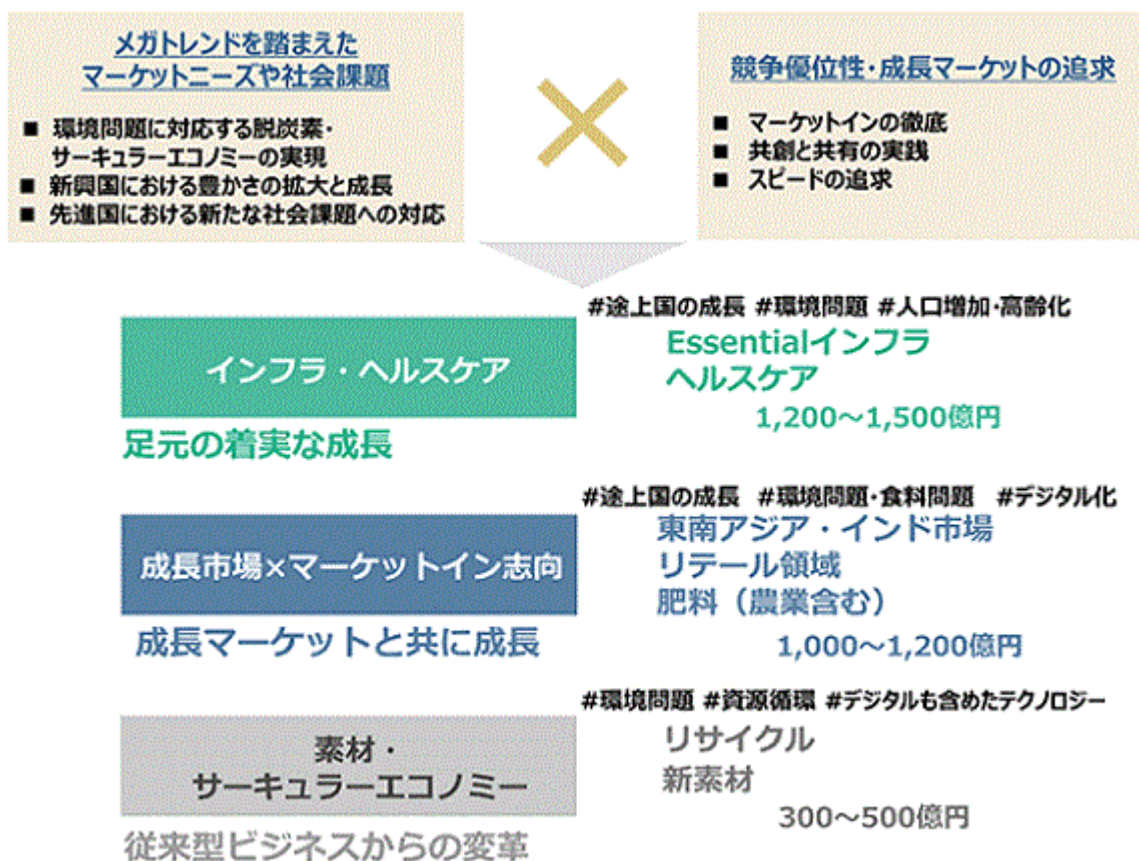 メガトレンドを踏まえた
マーケットニーズや社会課題
■ 環境問題に対応する脱炭素・
サーキュラーエコノミーの実現
■ 新興国における豊かさの拡大と成長
■ 先進国における新たな社会課題への対応
×
競争優位性・成長マーケットの追求
■ マーケットインの徹底
■ 共創と共有の実践
■ スピードの追求
#途上国の成長 #環境問題 #人口増加・高齢化
インフラ・ヘルスケア
Essentialインフラ
ヘルスケア
1,200～1,500億円
足元の着実な成長
#途上国の成長 #環境問題・食料問題 #デジタル化
成長市場×マーケットイン志向
東南アジア・インド市場
リテール領域
肥料（農業含む）
1,000～1,200億円
成長マーケットと共に成長
#環境問題 #資源循環 #デジタルも含めたテクノロジー
素材・
サーキュラーエコノミー
リサイクル
新素材
300～500億円
従来型ビジネスからの変革